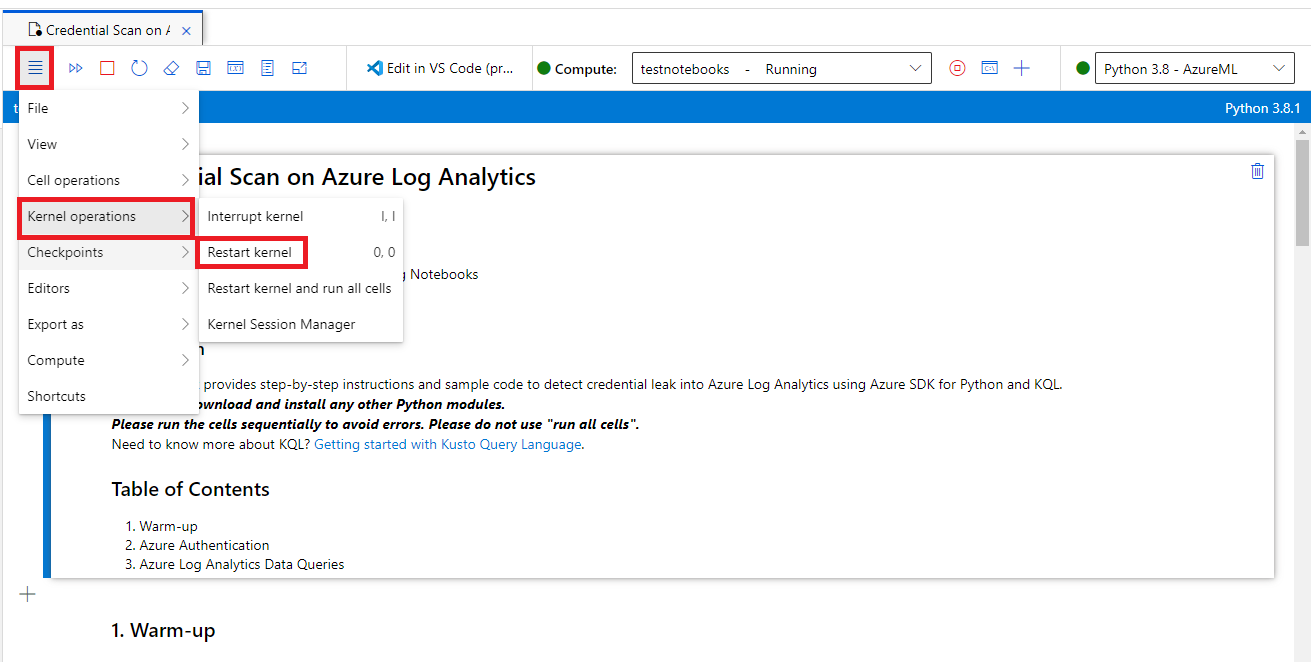 Credential Scan on A
Edit in VS Code (pr...
Compute:
testnotebooks - Running
Python 3.8 - AzureML
Python 3.8.1
File
View
Cell operations
Kernel operations
Checkpoints
Editors
Export as
Compute
Shortcuts
Interrupt kernel I, I
Restart kernel 0, 0
Restart kernel and run all cells
Kernel Session Manager
ial Scan on Azure Log Analytics
g Notebooks
n
provides step-by-step instructions and sample code to detect credential leak into Azure Log Analytics using Azure SDK for Python and KQL.
ownload and install any other Python modules.
Please run the cells sequentially to avoid errors. Please do not use "run all cells".
Need to know more about KQL? Getting started with Kusto Query Language.
Table of Contents
1. Warm-up
2. Azure Authentication
3. Azure Log Analytics Data Queries
1. Warm-up